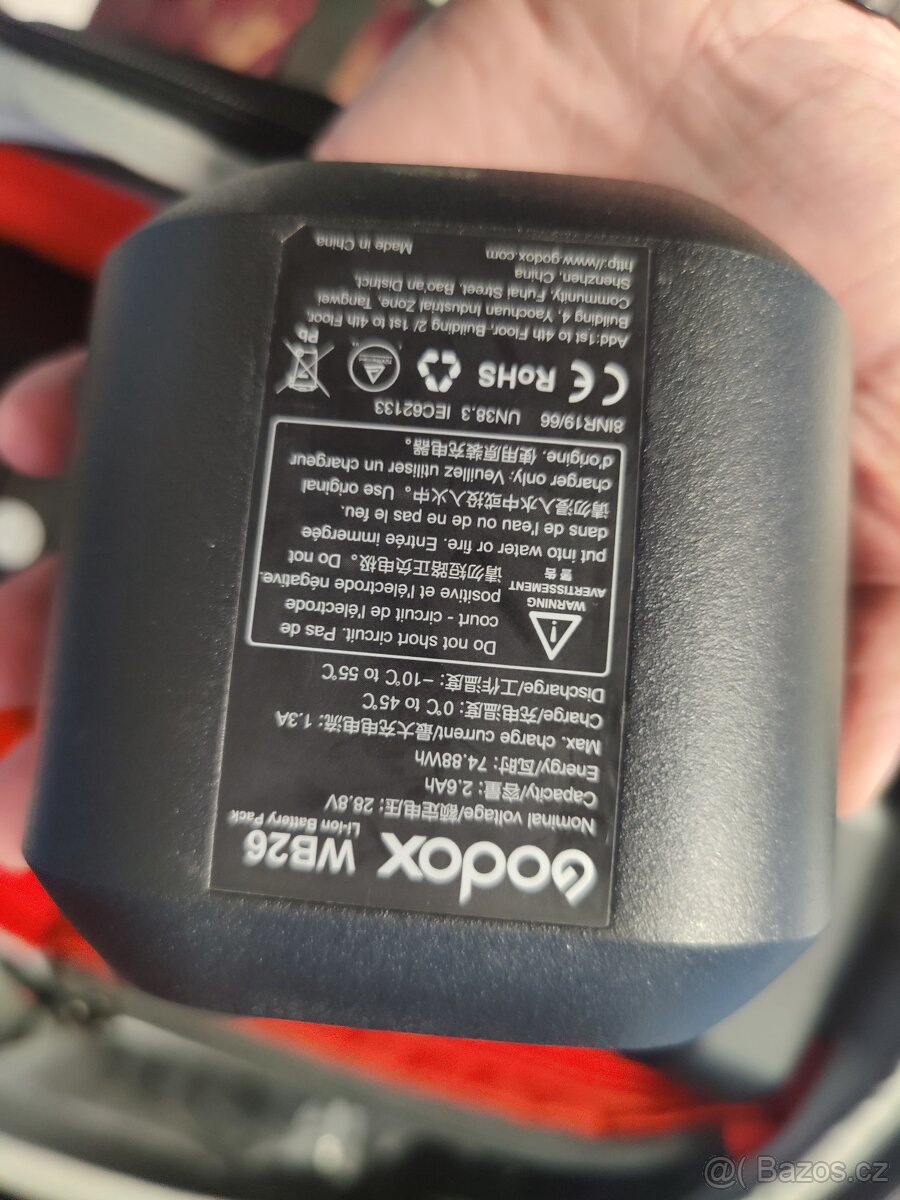 Godox WB26
Li-ion Battery Pack
Nominal voltage/额定电压: 28.8V
Capacity/容量: 2.6Ah
Energy/瓦时: 74.88Wh
Max. charge current/最大充电电流: 1.3A
Charge/充电温度: 0℃ to 45℃
Discharge/工作温度: -10℃ to 55℃
WARNING
AVERTISSEMENT
警 告
Do not short circuit. Pas de
court - circuit de l'électrode
positive et l'électrode négative.
请勿短路正负电极。 Do not
put into water or fire. Entrée immergée
dans de l'eau ou de ne pas le feu.
请勿浸入水中或投入火中。 Use original
charger only: Veuillez utiliser un chargeur
d'origine. 使用原装充电器。
8INR19/66 UN38.3 IEC62133
CE RoHS
Pb
Add:1st to 4th Floor, Building 2/ 1st to 4th Floor,
Building 4, Yaochuan Industrial Zone, Tangwei
Community, Fuhai Street, Bao'an District,
Shenzhen, China
http://www.godox.com Made in China
@( Bazos.cz